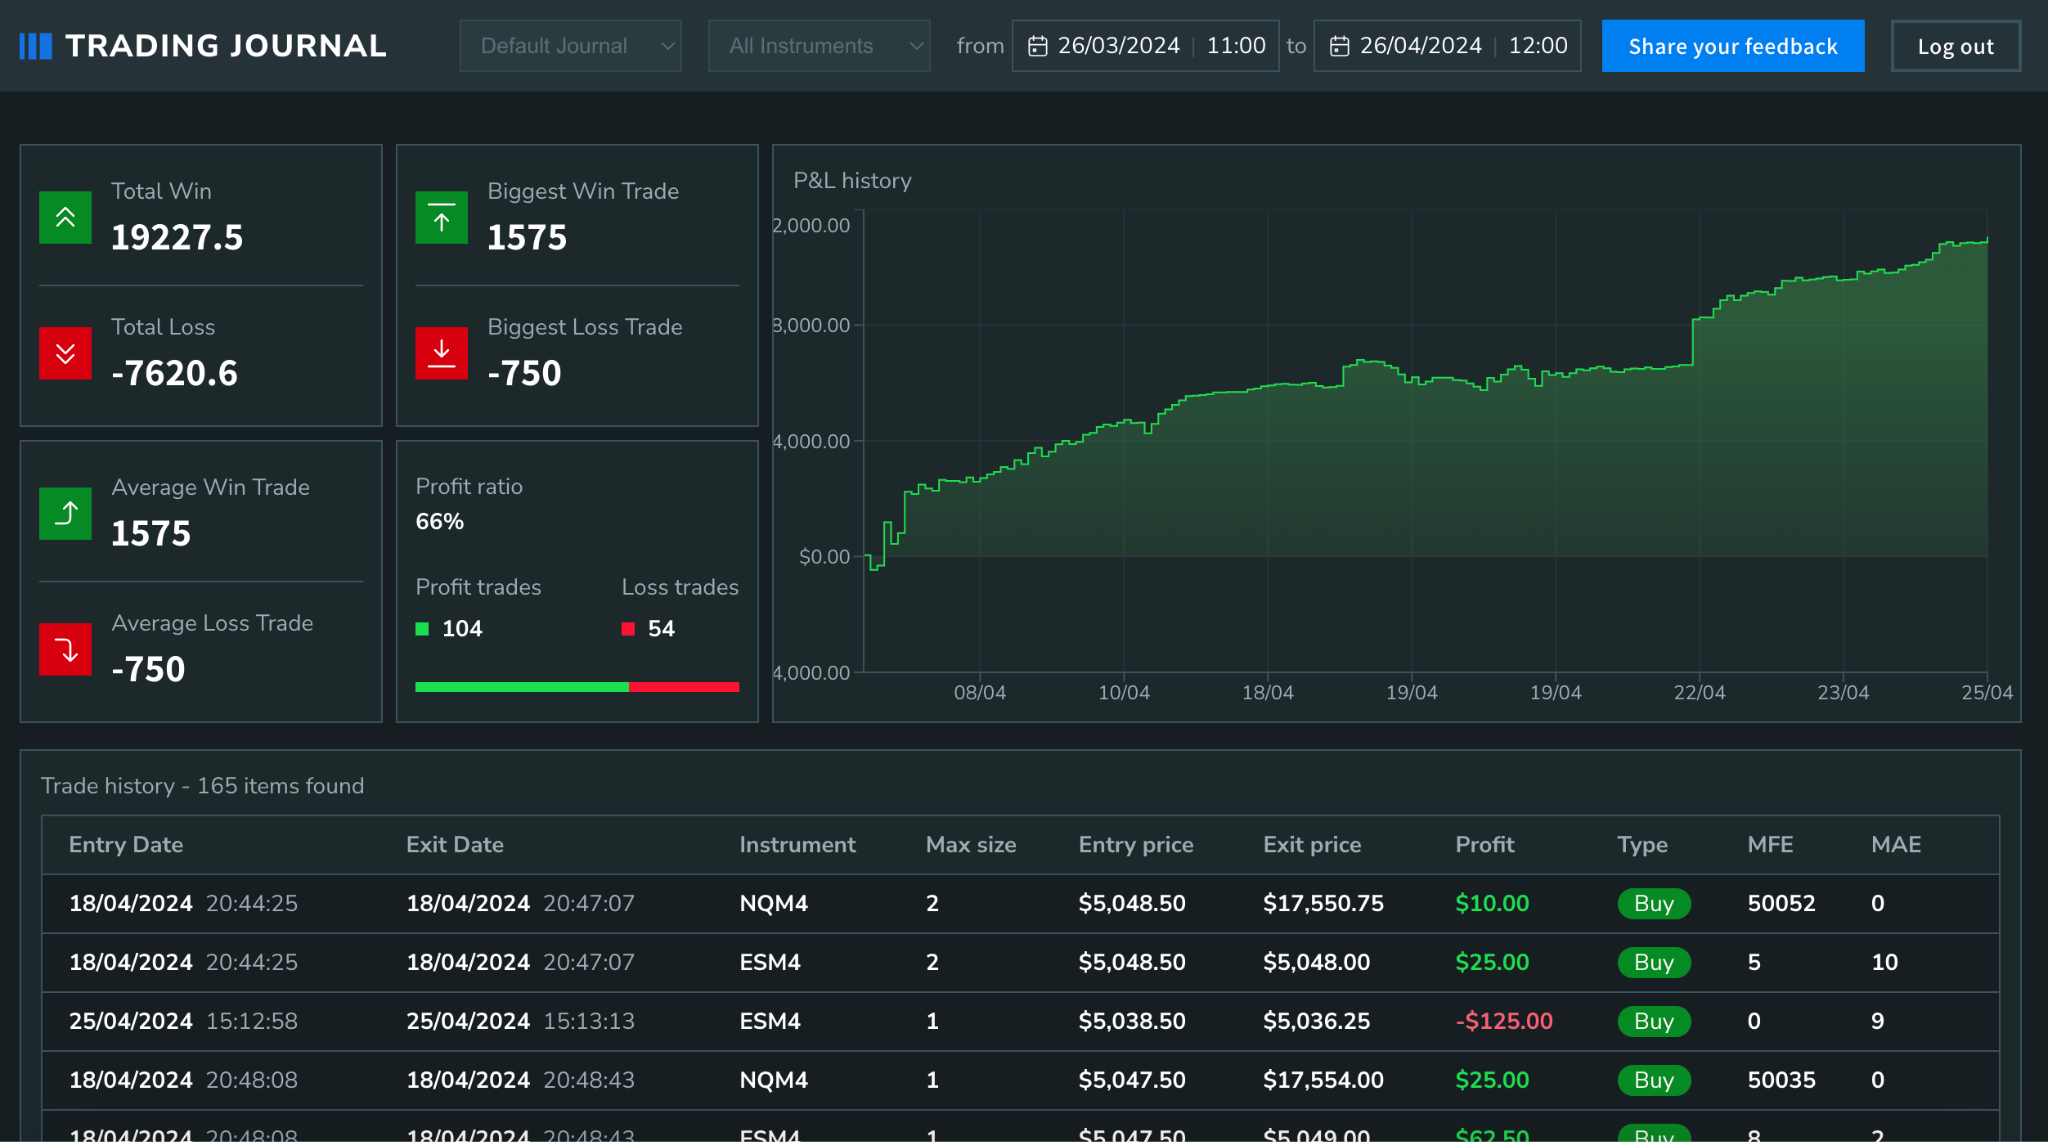 TRADING JOURNAL
Default Journal
All Instruments
from 26/03/2024 11:00 to 26/04/2024 12:00
Share your feedback
Log out
Total Win
19227.5
Total Loss
-7620.6
Biggest Win Trade
1575
Biggest Loss Trade
-750
Average Win Trade
1575
Average Loss Trade
-750
Profit ratio
66%
Profit trades Loss trades
104 54
P&L history
2,000.00
8,000.00
4,000.00
$0.00
4,000.00
08/04 10/04 18/04 19/04 19/04 22/04 23/04 25/04
Trade history - 165 items found
Entry Date Exit Date Instrument Max size Entry price Exit price Profit Type MFE MAE
18/04/2024 20:44:25 18/04/2024 20:47:07 NQM4 2 $5,048.50 $17,550.75 $10.00 Buy 50052 0
18/04/2024 20:44:25 18/04/2024 20:47:07 ESM4 2 $5,048.50 $5,048.00 $25.00 Buy 5 10
25/04/2024 15:12:58 25/04/2024 15:13:13 ESM4 1 $5,038.50 $5,036.25 -$125.00 Buy 0 9
18/04/2024 20:48:08 18/04/2024 20:48:43 NQM4 1 $5,047.50 $17,554.00 $25.00 Buy 50035 0
18/04/2024 20:48:08 18/04/2024 20:48:43 ESM4 1 $5,047.50 $5,049.00 $62.50 Buy 8 2